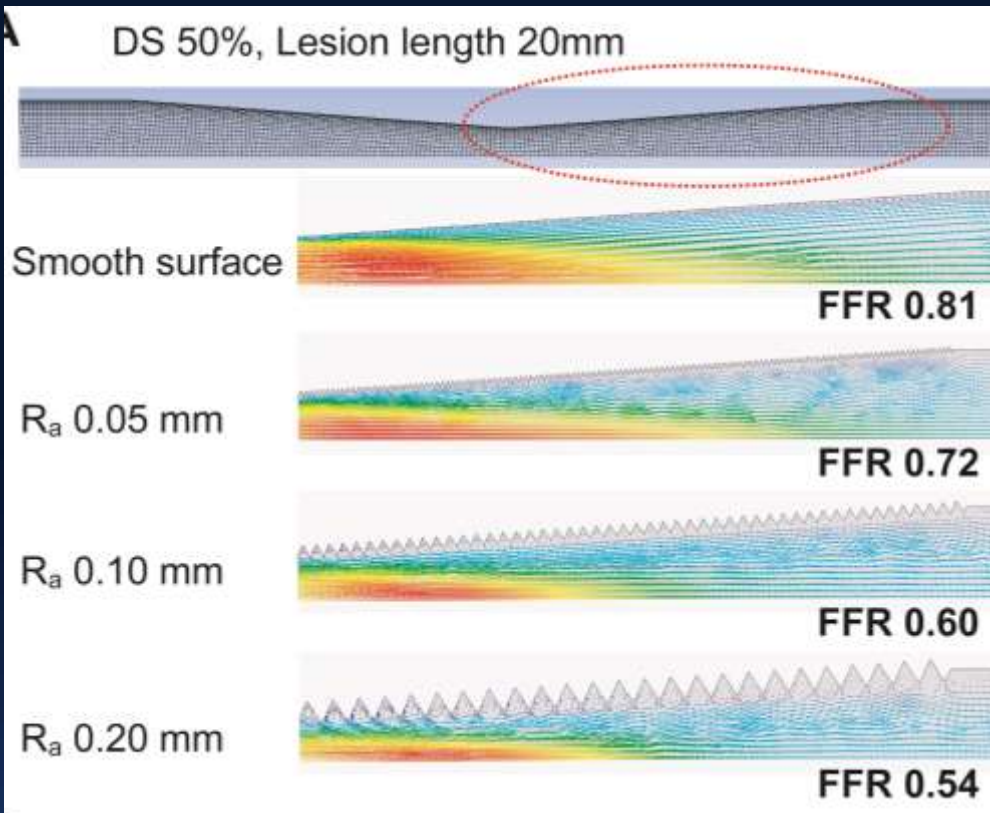 A
DS 50%, Lesion length 20mm
Smooth surface
FFR 0.81
Rₐ 0.05 mm
FFR 0.72
Rₐ 0.10 mm
FFR 0.60
Rₐ 0.20 mm
FFR 0.54